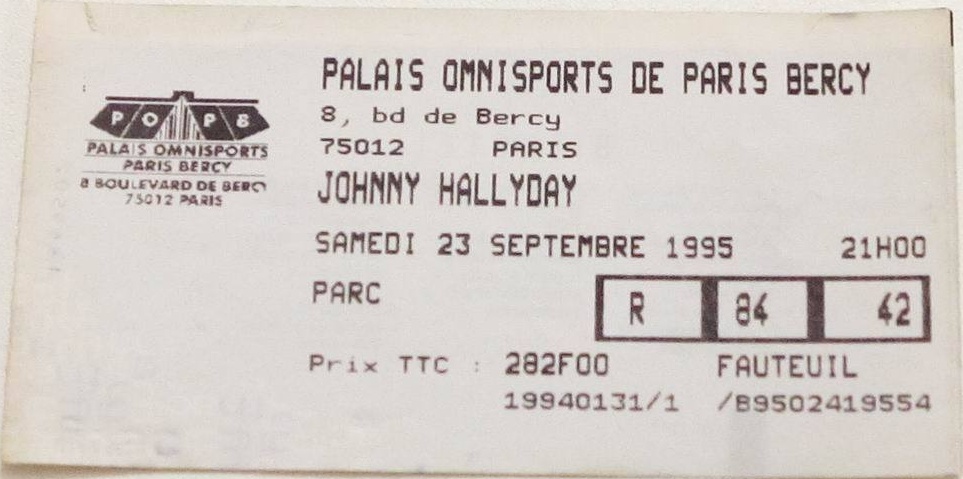 P O P B
PALAIS OMNISPORTS
PARIS BERCY
8 BOULEVARD DE BERCY
75012 PARIS
PALAIS OMNISPORTS DE PARIS BERCY
8, bd de Bercy
75012 PARIS
JOHNNY HALLYDAY
SAMEDI 23 SEPTEMBRE 1995 21H00
PARC R 84 42
Prix TTC : 282F00 FAUTEUIL
19940131/1 /B9502419554